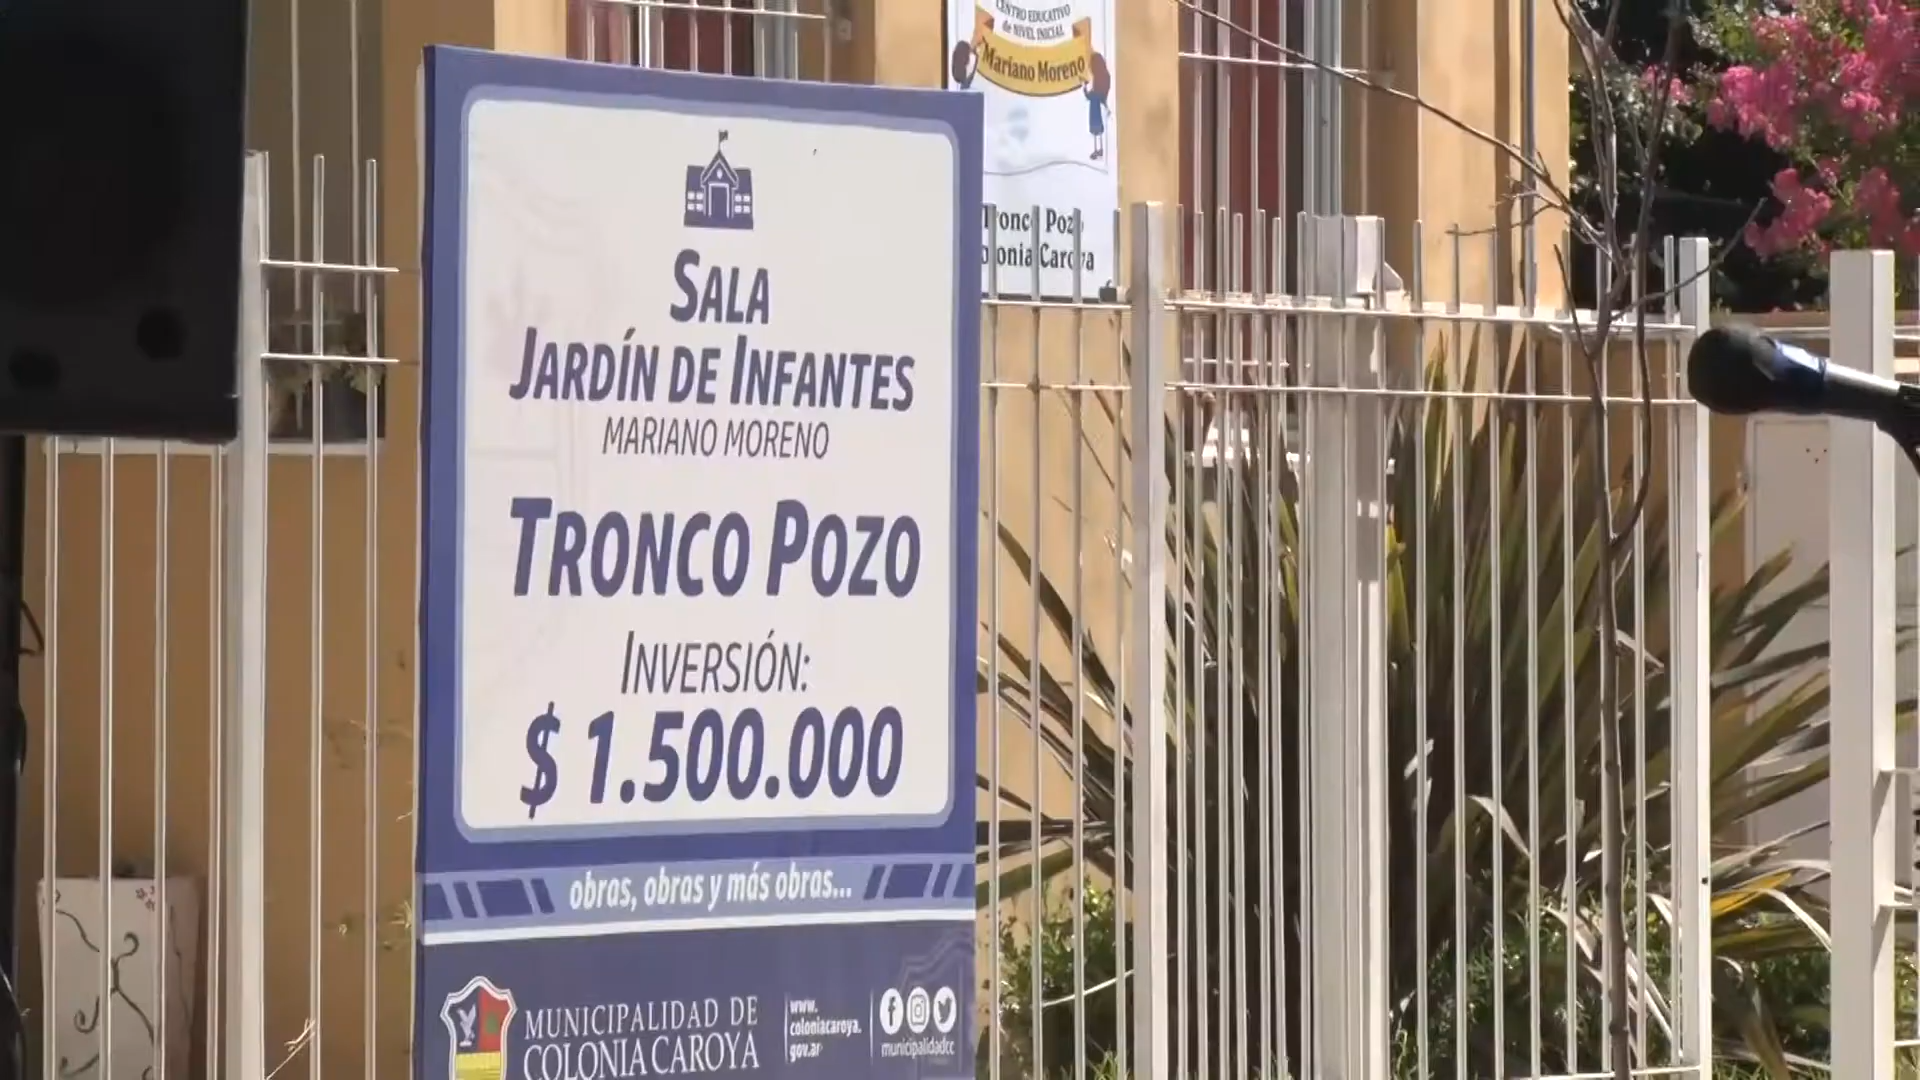 CENTRO EDUCATIVO
de NIVEL INICIAL
Mariano Moreno
Tronco Pozo
Colonia Caroya
SALA
JARDÍN DE INFANTES
MARIANO MORENO
TRONCO POZO
INVERSIÓN:
$ 1.500.000
obras, obras y más obras...
MUNICIPALIDAD DE
COLONIA CAROYA
www.
coloniacaroya.
gov.ar
municipalidadcc